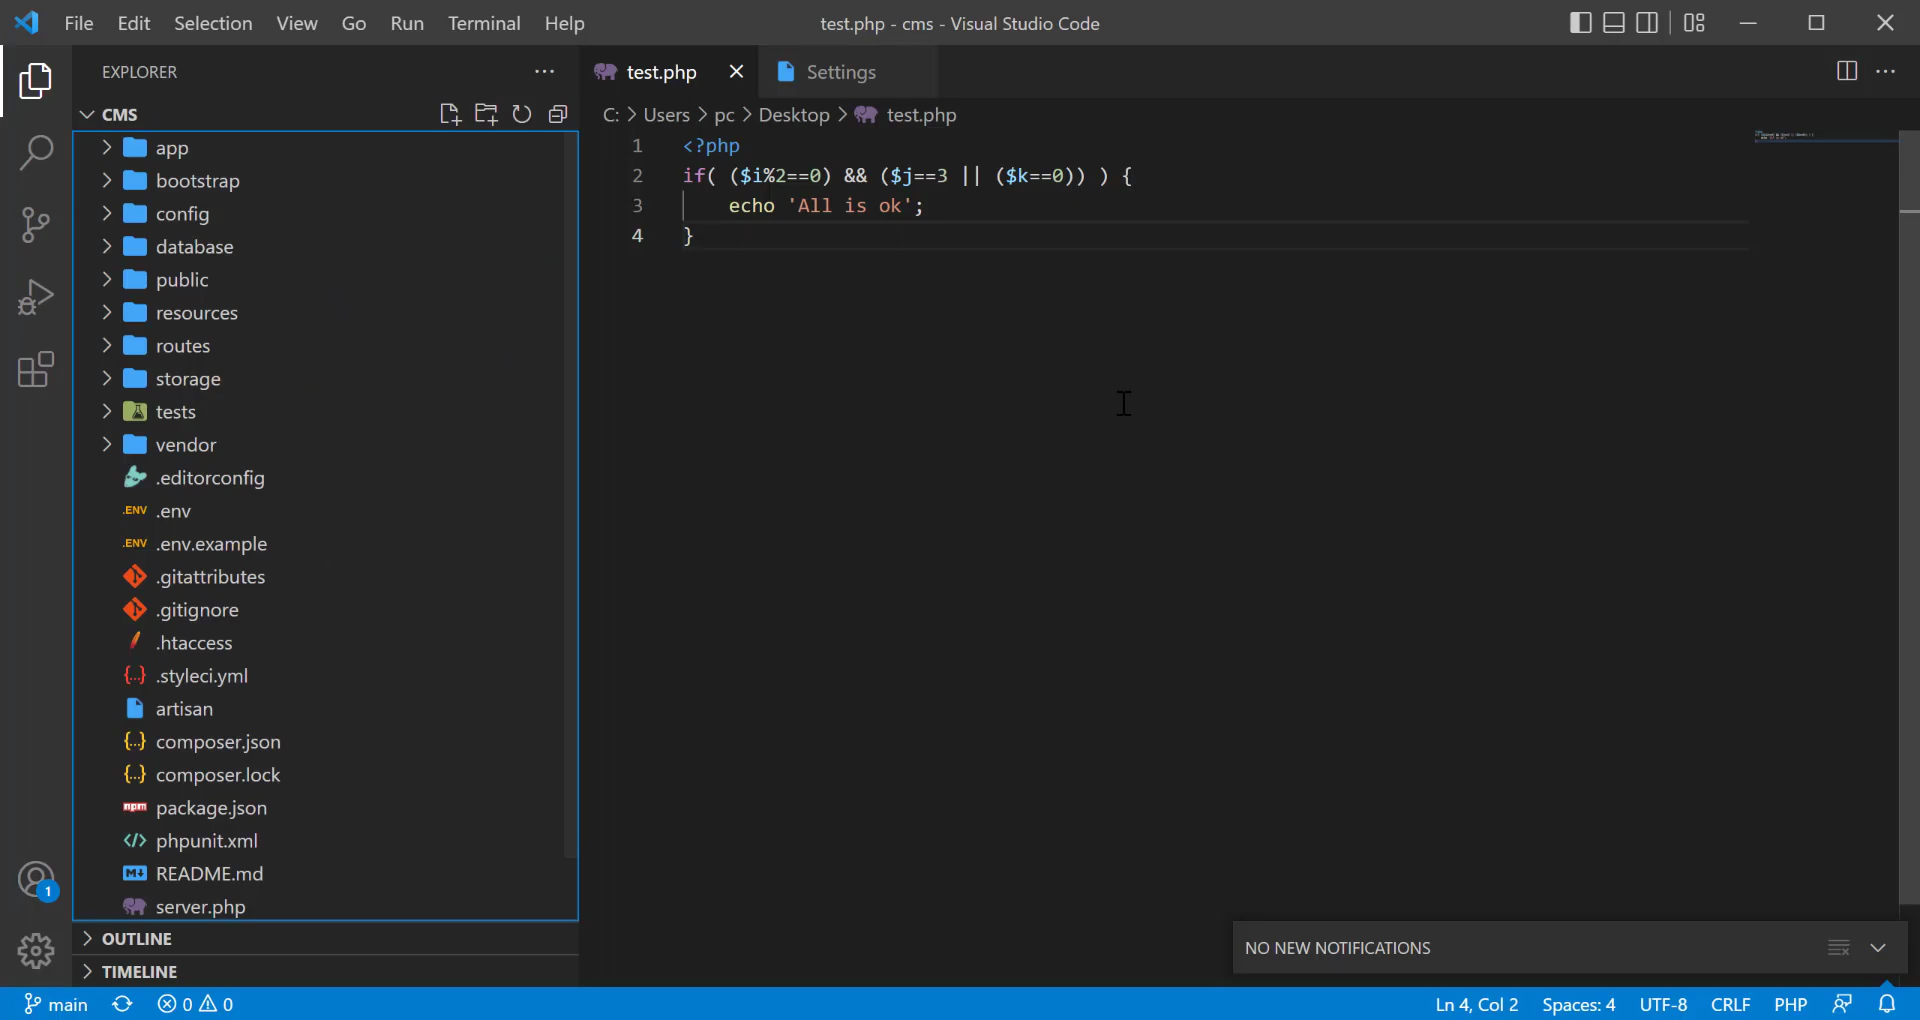 File Edit Selection View Go Run Terminal Help test.php - cms - Visual Studio Code
EXPLORER ...
test.php Settings
CMS
C: > Users > pc > Desktop > test.php
app
bootstrap
config
database
public
resources
routes
storage
tests
vendor
.editorconfig
.ENV .env
.ENV .env.example
.gitattributes
.gitignore
.htaccess
{...} .styleci.yml
artisan
{...} composer.json
{...} composer.lock
npm package.json
</> phpunit.xml
M↓ README.md
server.php
OUTLINE
TIMELINE
1
1 <?php
2 if( ($i%2==0) && ($j==3 || ($k==0)) ) {
3     echo 'All is ok';
4 }
NO NEW NOTIFICATIONS
main 0 0 Ln 4, Col 2 Spaces: 4 UTF-8 CRLF PHP